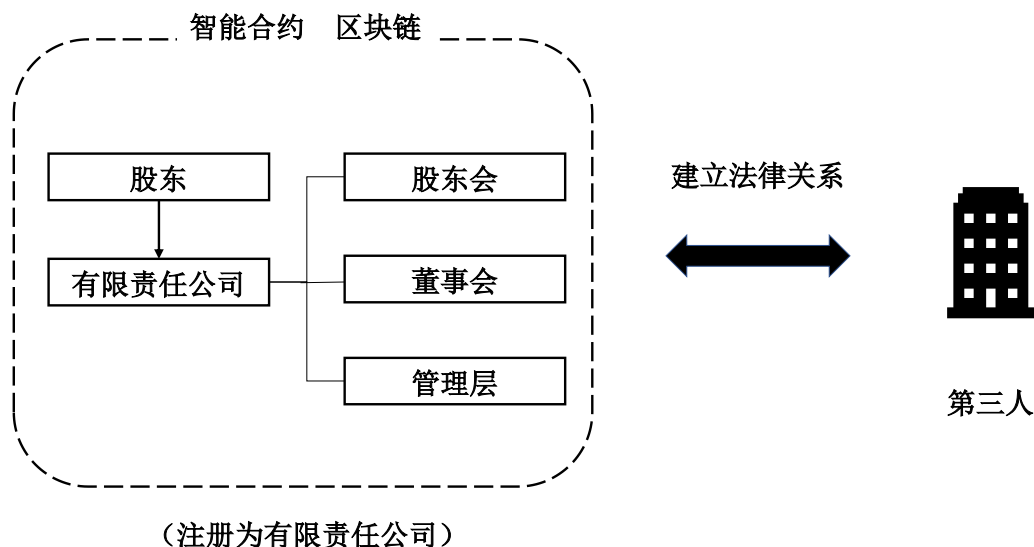 智能合约 区块链
股东
股东会
建立法律关系
有限责任公司
董事会
管理层
第三人
（注册为有限责任公司）